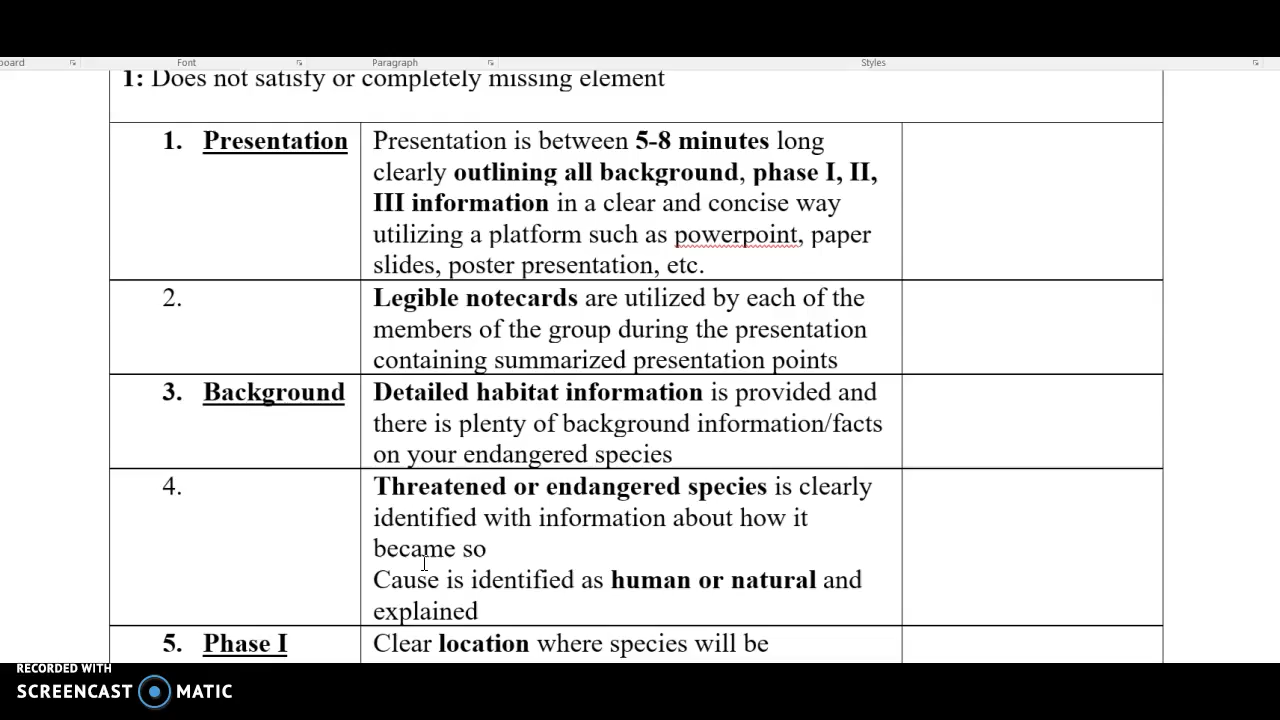 board Font Paragraph Styles
1: Does not satisfy or completely missing element
1. Presentation
Presentation is between 5-8 minutes long
clearly outlining all background, phase I, II,
III information in a clear and concise way
utilizing a platform such as powerpoint, paper
slides, poster presentation, etc.
2.
Legible notecards are utilized by each of the
members of the group during the presentation
containing summarized presentation points
3. Background
Detailed habitat information is provided and
there is plenty of background information/facts
on your endangered species
4.
Threatened or endangered species is clearly
identified with information about how it
became so
Cause is identified as human or natural and
explained
5. Phase I
Clear location where species will be
RECORDED WITH
SCREENCAST MATIC